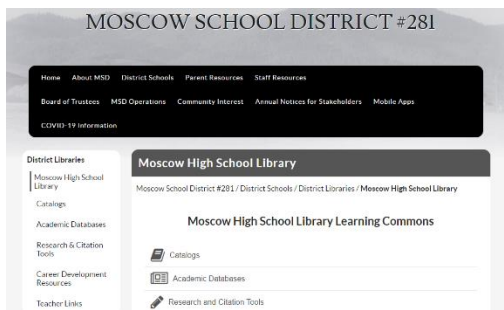 MOSCOW SCHOOL DISTRICT #281
Home About MSD District Schools Parent Resources Staff Resources
Board of Trustees MSD Operations Community Interest Annual Notices for Stakeholders Mobile Apps
COVID-19 Information
District Libraries
Moscow High School
Library
Catalogs
Academic Databases
Research & Citation
Tools
Career Development
Resources
Teacher Links
Moscow High School Library
Moscow School District #281 / District Schools / District Libraries / Moscow High School Library
Moscow High School Library Learning Commons
Catalogs
Academic Databases
Research and Citation Tools